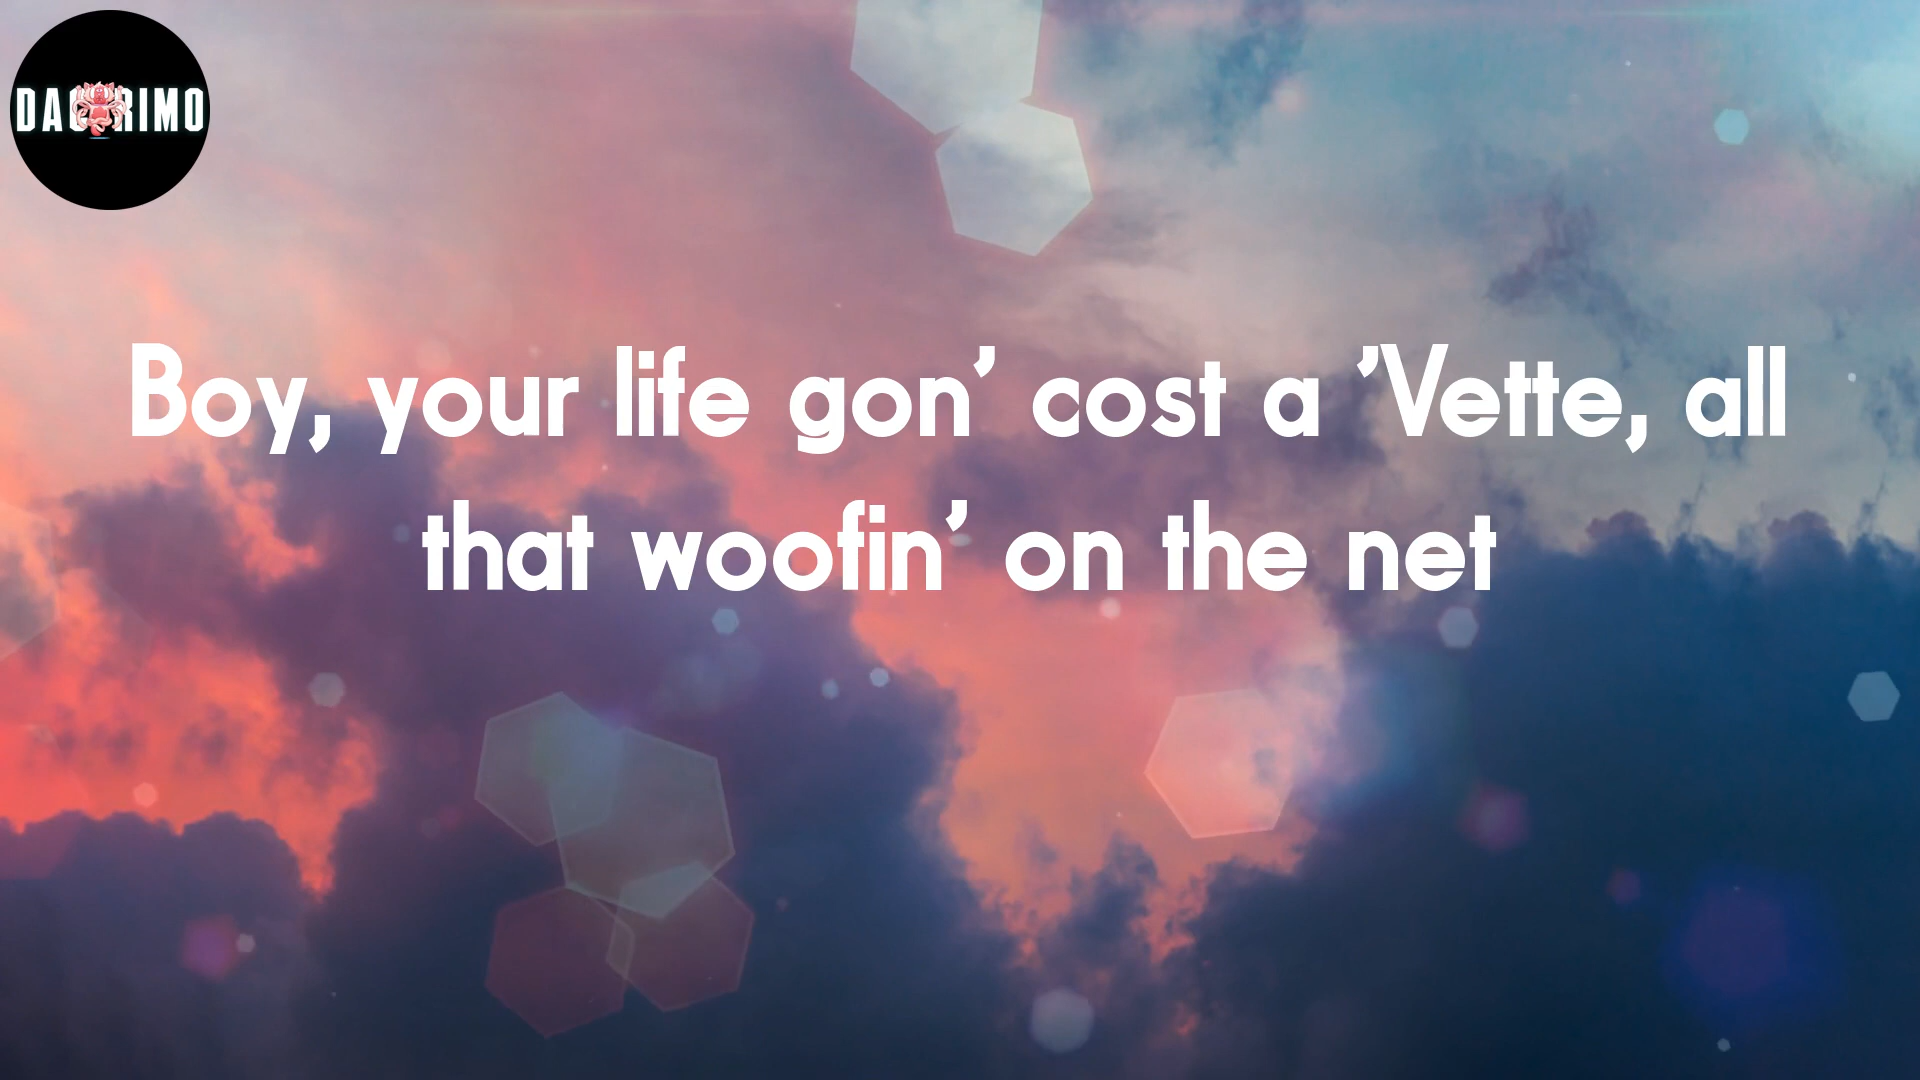 Boy, your life gon' cost a 'Vette, all
that woofin' on the net